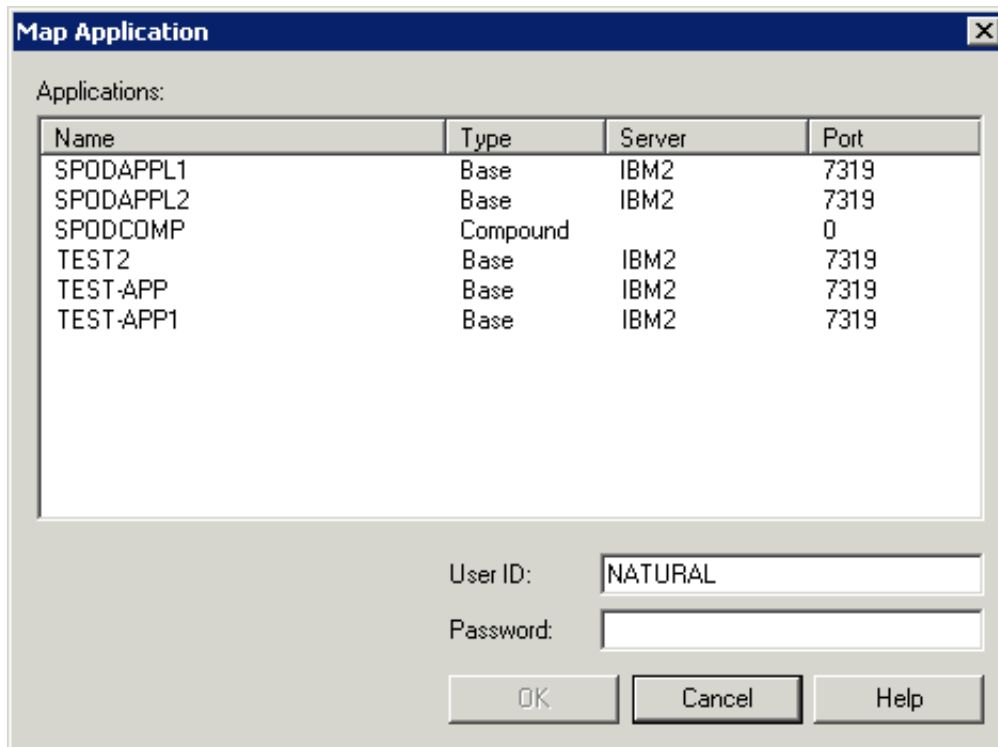 Map Application
Applications:
Name Type Server Port
SPODAPPL1 Base IBM2 7319
SPODAPPL2 Base IBM2 7319
SPODCOMP Compound 0
TEST2 Base IBM2 7319
TEST-APP Base IBM2 7319
TEST-APP1 Base IBM2 7319
User ID: NATURAL
Password:
OK Cancel Help